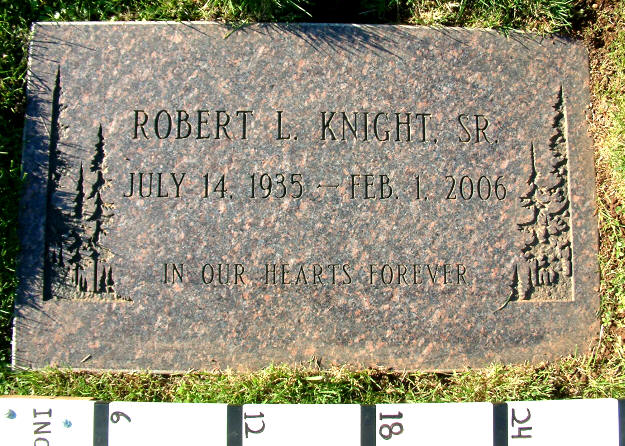 ROBERT L. KNIGHT, SR.
JULY 14, 1935 – FEB. 1, 2006
IN OUR HEARTS FOREVER
6 12 18 24